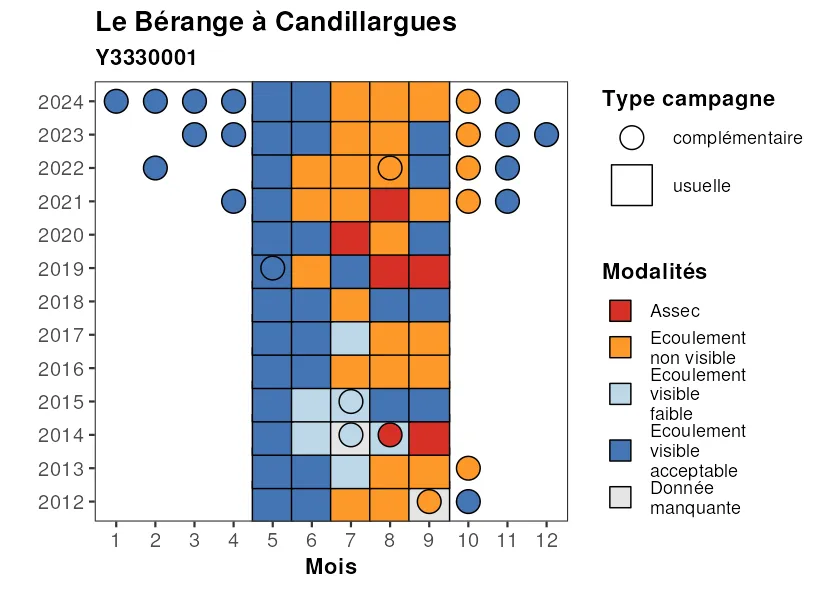 Le Bérange à Candillargues
Y3330001
2024
2023
2022
2021
2020
2019
2018
2017
2016
2015
2014
2013
2012
1 2 3 4 5 6 7 8 9 10 11 12
Mois
Type campagne
complémentaire
usuelle
Modalités
Assec
Ecoulement
non visible
Ecoulement
visible
faible
Ecoulement
visible
acceptable
Donnée
manquante